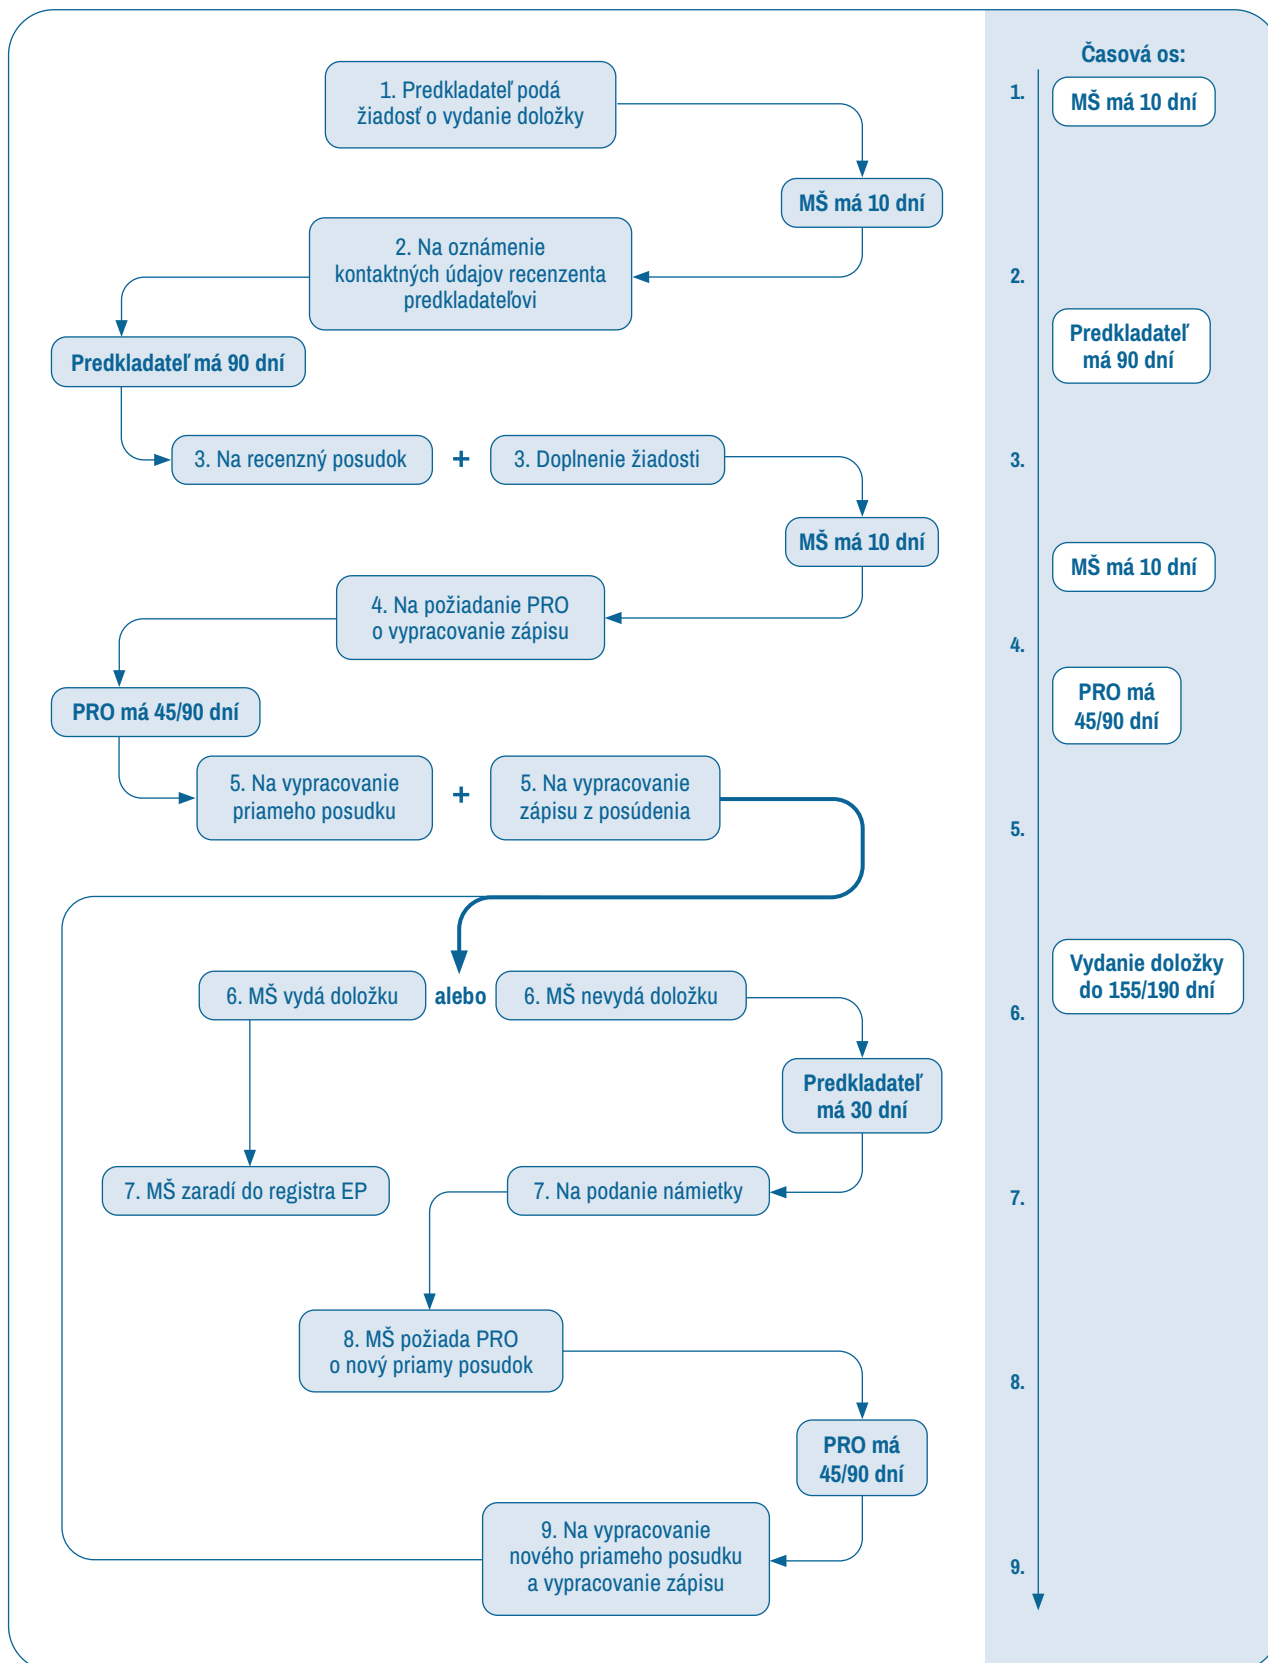 1. Predkladateľ podá
žiadosť o vydanie doložky
MŠ má 10 dní
2. Na oznámenie
kontaktných údajov recenzenta
predkladateľovi
Predkladateľ má 90 dní
3. Na recenzný posudok
+
3. Doplnenie žiadosti
MŠ má 10 dní
4. Na požiadanie PRO
o vypracovanie zápisu
PRO má 45/90 dní
5. Na vypracovanie
priameho posudku
+
5. Na vypracovanie
zápisu z posúdenia
6. MŠ vydá doložku
alebo
6. MŠ nevydá doložku
Predkladateľ
má 30 dní
7. MŠ zaradí do registra EP
7. Na podanie námietky
8. MŠ požiada PRO
o nový priamy posudok
PRO má
45/90 dní
9. Na vypracovanie
nového priameho posudku
a vypracovanie zápisu
Časová os:
1.
MŠ má 10 dní
2.
Predkladateľ
má 90 dní
3.
MŠ má 10 dní
4.
PRO má
45/90 dní
5.
Vydanie doložky
do 155/190 dní
6.
7.
8.
9.